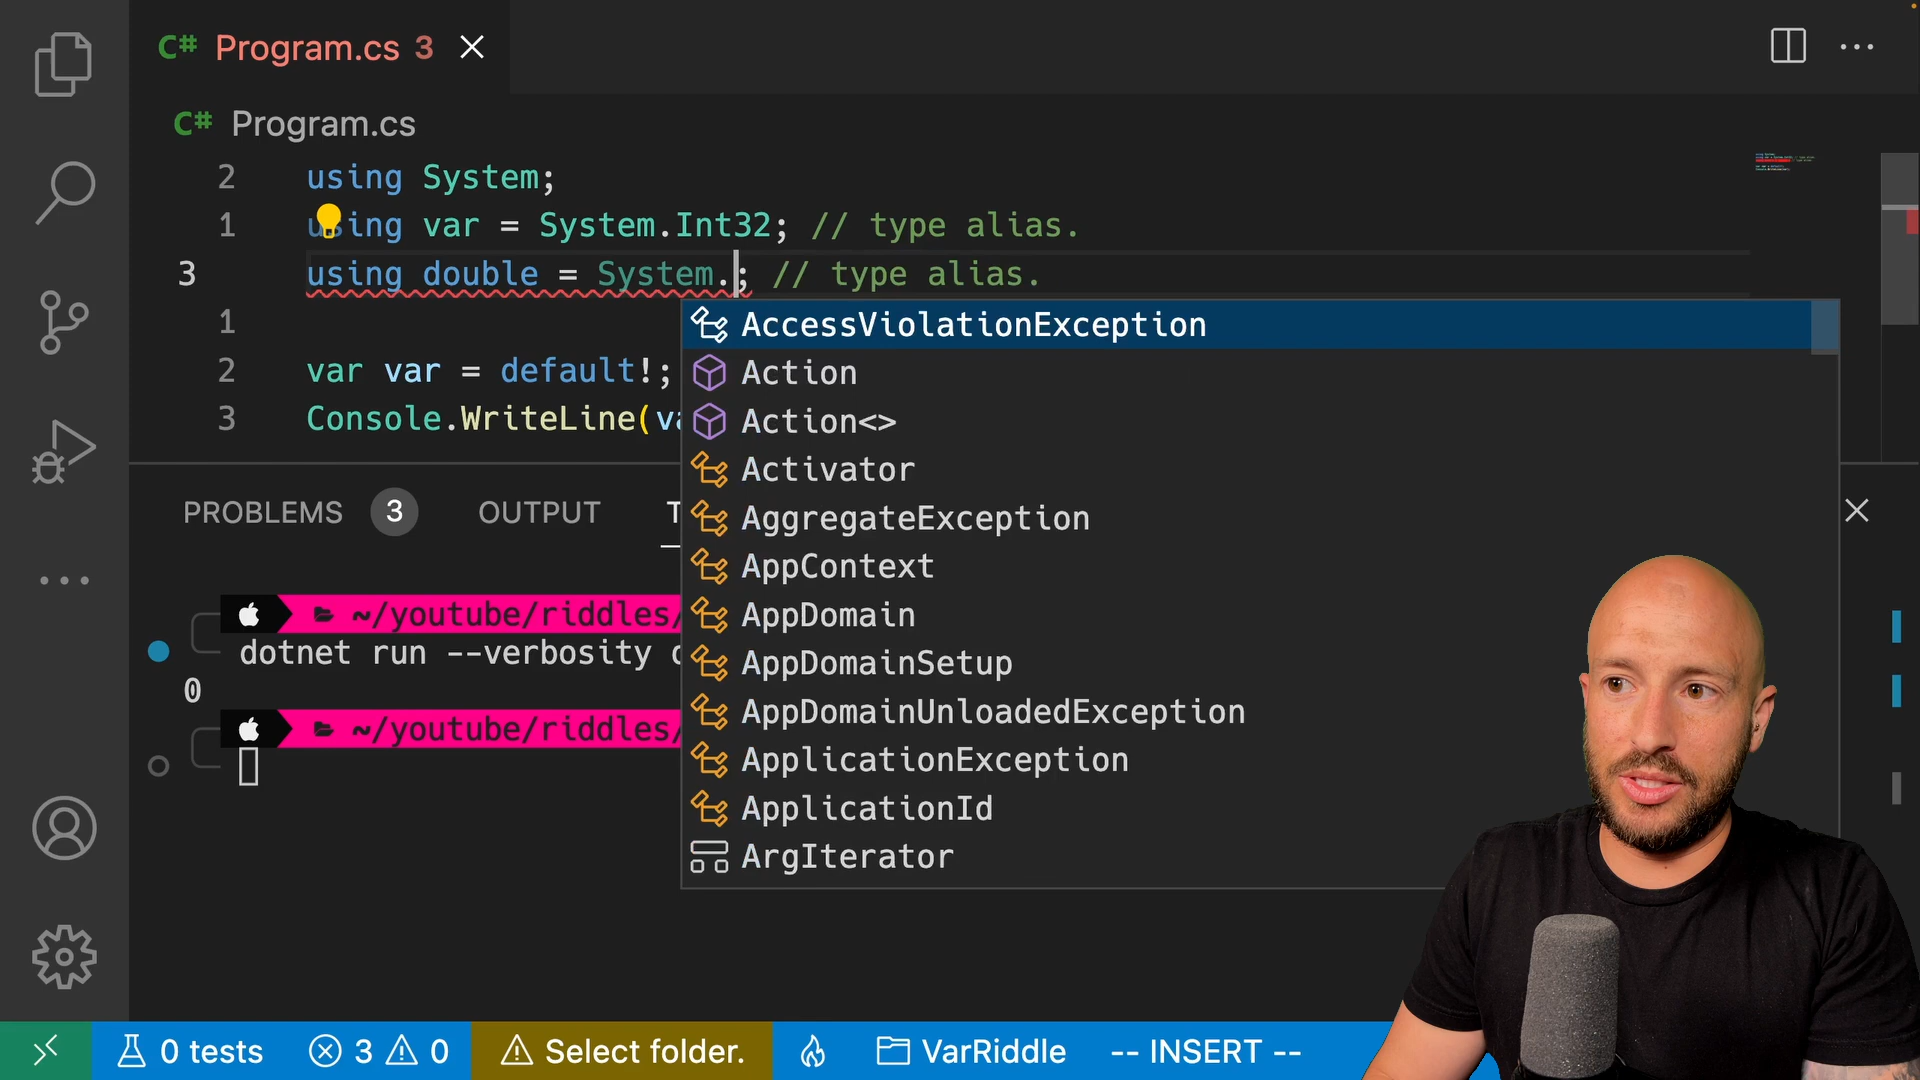 C# Program.cs 3
C# Program.cs
2 using System;
1 using var = System.Int32; // type alias.
3 using double = System.; // type alias.
1
2 var var = default!;
3 Console.WriteLine(va
AccessViolationException
Action
Action<>
Activator
AggregateException
AppContext
AppDomain
AppDomainSetup
AppDomainUnloadedException
ApplicationException
ApplicationId
ArgIterator
PROBLEMS 3 OUTPUT T
~/youtube/riddles/
dotnet run --verbosity
0
~/youtube/riddles/
0 tests 3 0 Select folder. VarRiddle -- INSERT --